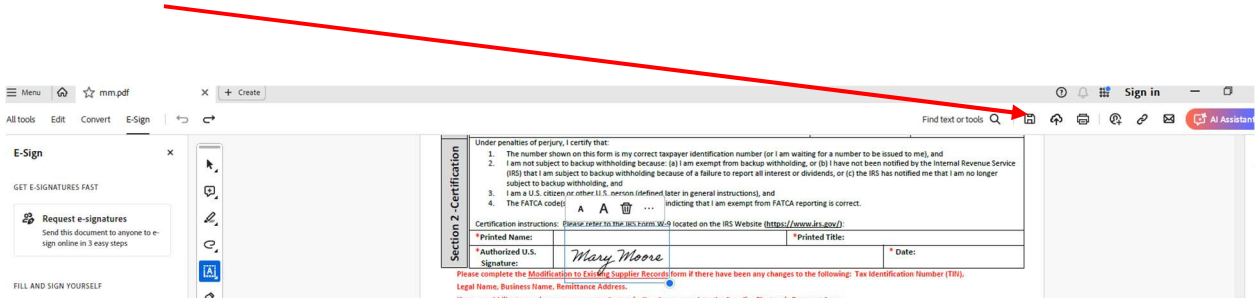 Menu
mm.pdf
+ Create
Sign in
All tools Edit Convert E-Sign
Find text or tools
AI Assistant
E-Sign
GET E-SIGNATURES FAST
Request e-signatures
Send this document to anyone to e-
sign online in 3 easy steps
FILL AND SIGN YOURSELF
Section 2 -Certification
Under penalties of perjury, I certify that:
1. The number shown on this form is my correct taxpayer identification number (or I am waiting for a number to be issued to me), and
2. I am not subject to backup withholding because: (a) I am exempt from backup withholding, or (b) I have not been notified by the Internal Revenue Service
(IRS) that I am subject to backup withholding because of a failure to report all interest or dividends, or (c) the IRS has notified me that I am no longer
subject to backup withholding, and
3. I am a U.S. citizen or other U.S. person (defined later in general instructions), and
4. The FATCA code(s indicting that I am exempt from FATCA reporting is correct.
A A ...
Certification instructions: Please refer to the IRS Form W-9 located on the IRS Website (https://www.irs.gov/):
*Printed Name: *Printed Title:
*Authorized U.S.
Signature:
Mary Moore
* Date:
Please complete the Modification to Existing Supplier Records form if there have been any changes to the following: Tax Identification Number (TIN),
Legal Name, Business Name, Remittance Address.